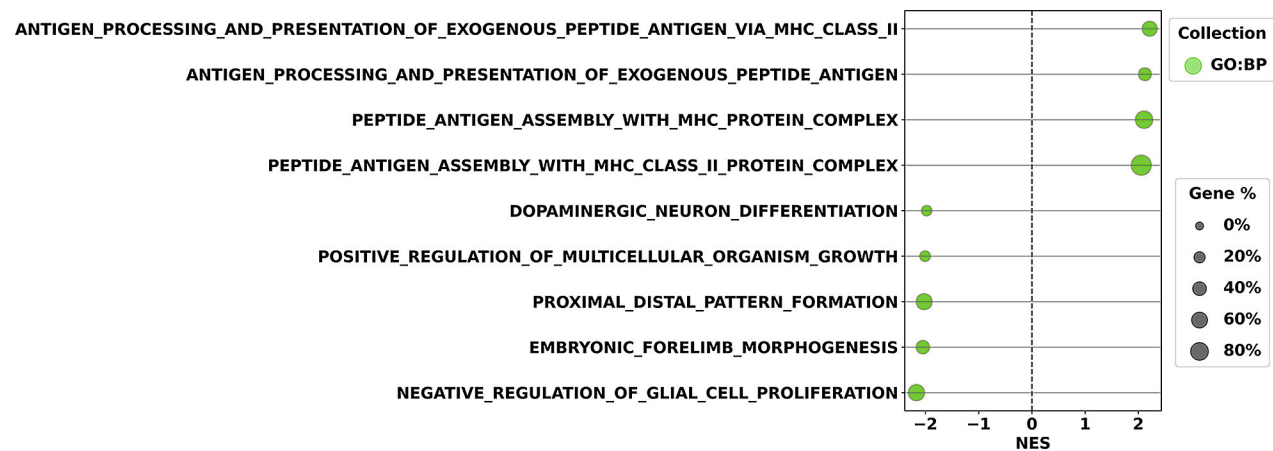 ANTIGEN_PROCESSING_AND_PRESENTATION_OF_EXOGENOUS_PEPTIDE_ANTIGEN_VIA_MHC_CLASS_II
ANTIGEN_PROCESSING_AND_PRESENTATION_OF_EXOGENOUS_PEPTIDE_ANTIGEN
PEPTIDE_ANTIGEN_ASSEMBLY_WITH_MHC_PROTEIN_COMPLEX
PEPTIDE_ANTIGEN_ASSEMBLY_WITH_MHC_CLASS_II_PROTEIN_COMPLEX
DOPAMINERGIC_NEURON_DIFFERENTIATION
POSITIVE_REGULATION_OF_MULTICELLULAR_ORGANISM_GROWTH
PROXIMAL_DISTAL_PATTERN_FORMATION
EMBRYONIC_FORELIMB_MORPHOGENESIS
NEGATIVE_REGULATION_OF_GLIAL_CELL_PROLIFERATION
−2 −1 0 1 2
NES
Collection
GO:BP
Gene %
0%
20%
40%
60%
80%